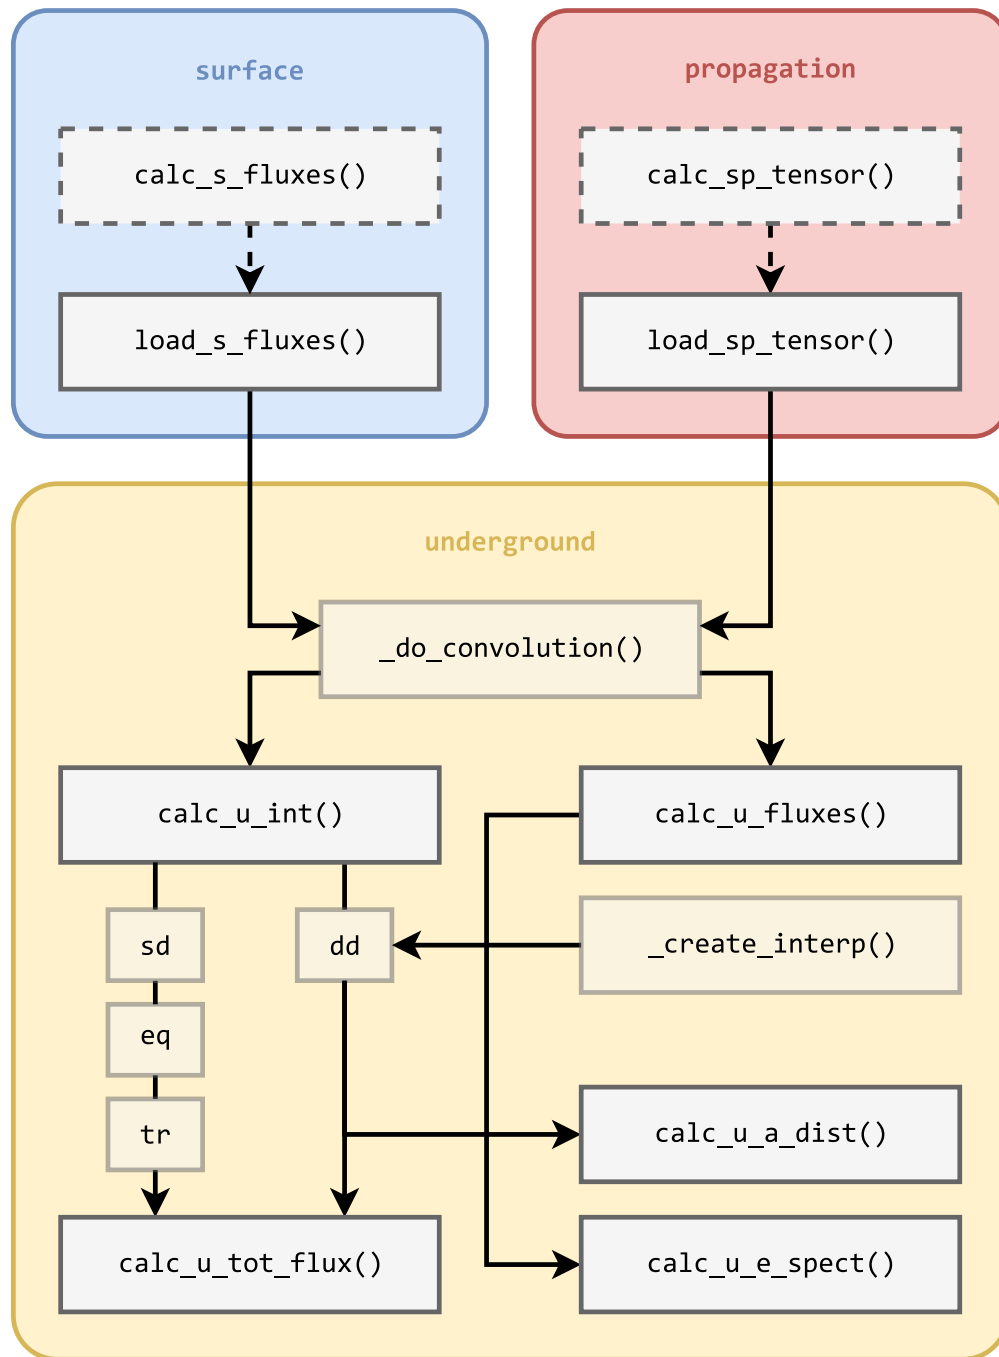 surface
calc_s_fluxes()
load_s_fluxes()
propagation
calc_sp_tensor()
load_sp_tensor()
underground
_do_convolution()
calc_u_int()
calc_u_fluxes()
sd
dd
_create_interp()
eq
tr
calc_u_a_dist()
calc_u_tot_flux()
calc_u_e_spect()